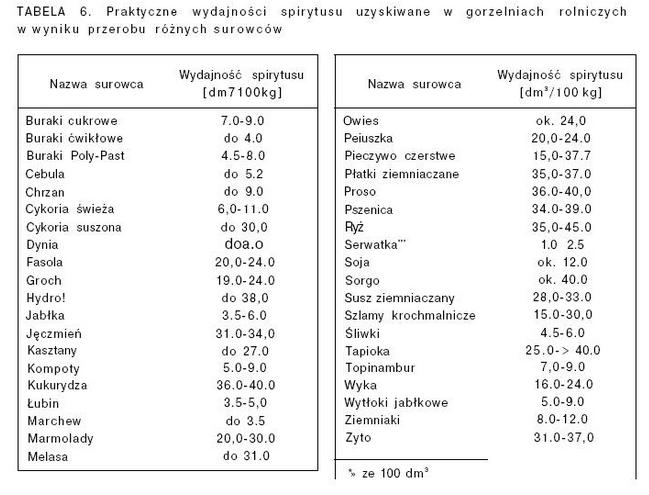 TABELA 6. Praktyczne wydajności spirytusu uzyskiwane w gorzelniach rolniczych
w wyniku przerobu różnych surowców
Nazwa surowca Wydajność spirytusu
[dm7100kg]
Buraki cukrowe 7.0-9.0
Buraki ćwikłowe do 4.0
Buraki Poly-Past 4.5-8.0
Cebula do 5.2
Chrzan do 9.0
Cykoria świeża 6,0-11.0
Cykoria suszona do 30,0
Dynia doa.o
Fasola 20,0-24.0
Groch 19.0-24.0
Hydro! do 38,0
Jabłka 3.5-6.0
Jęczmień 31.0-34,0
Kasztany do 27.0
Kompoty 5.0-9.0
Kukurydza 36.0-40.0
Łubin 3.5-5,0
Marchew do 3.5
Marmolady 20,0-30.0
Melasa do 31.0
Nazwa surowca Wydajność spirytusu
[dm³/100 kg]
Owies ok. 24,0
Peiuszka 20,0-24.0
Pieczywo czerstwe 15,0-37.7
Płatki ziemniaczane 35,0-37.0
Proso 36.0-40,0
Pszenica 34.0-39.0
Ryż 35,0-45.0
Serwatka''' 1.0 2.5
Soja ok. 12.0
Sorgo ok. 40.0
Susz ziemniaczany 28,0-33.0
Szlamy krochmalnicze 15.0-30,0
Śliwki 4.5-6.0
Tapioka 25.0-> 40.0
Topinambur 7,0-9.0
Wyka 16.0-24.0
Wytłoki jabłkowe 5.0-9.0
Ziemniaki 8.0-12.0
Zyto 31.0-37,0
*» ze 100 dm³